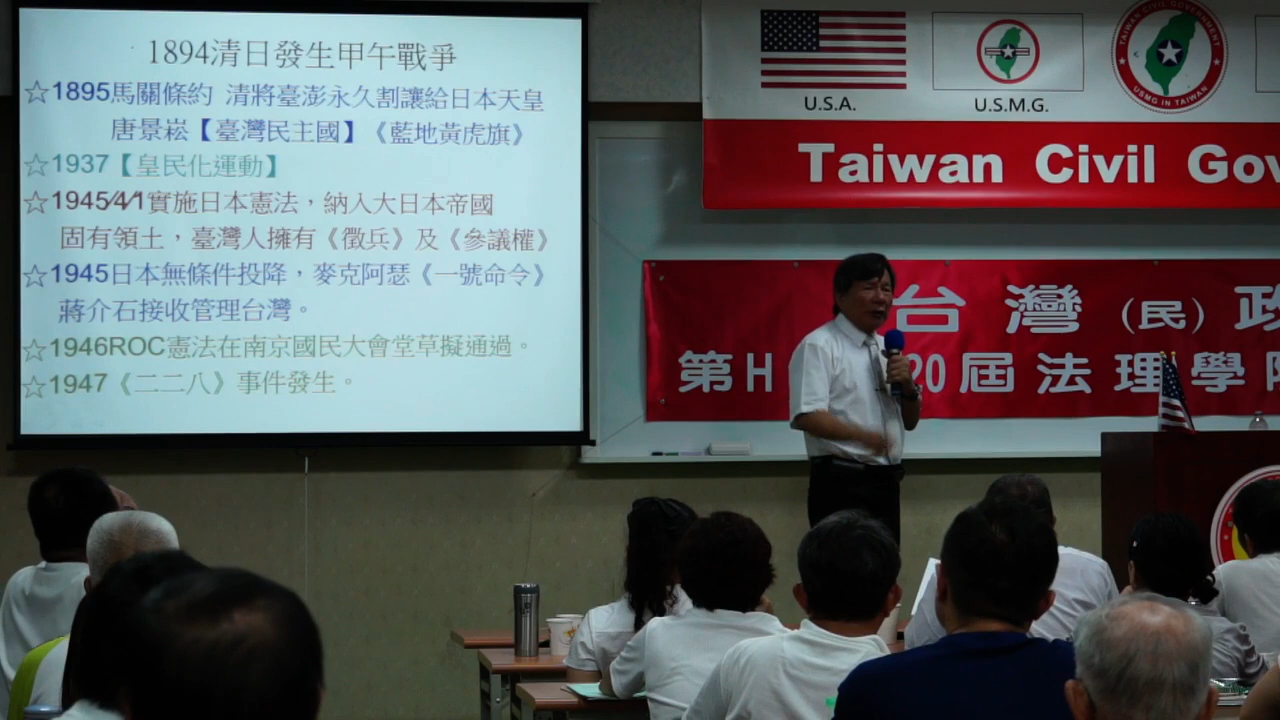 1894清日發生甲午戰爭
☆1895馬關條約 清將臺澎永久割讓給日本天皇
唐景崧【臺灣民主國】《藍地黃虎旗》
☆1937【皇民化運動】
☆1945/4/1實施日本憲法，納入大日本帝國
固有領土，臺灣人擁有《徵兵》及《參議權》
☆1945日本無條件投降，麥克阿瑟《一號命令》
蔣介石接收管理台灣。
☆1946ROC憲法在南京國民大會堂草擬通過。
☆1947《二二八》事件發生。
U.S.A.
U.S.M.G.
TAIWAN CIVIL GOVERNMENT
USMG IN TAIWAN
Taiwan Civil Gov
台灣(民)政
第H 20屆法理學